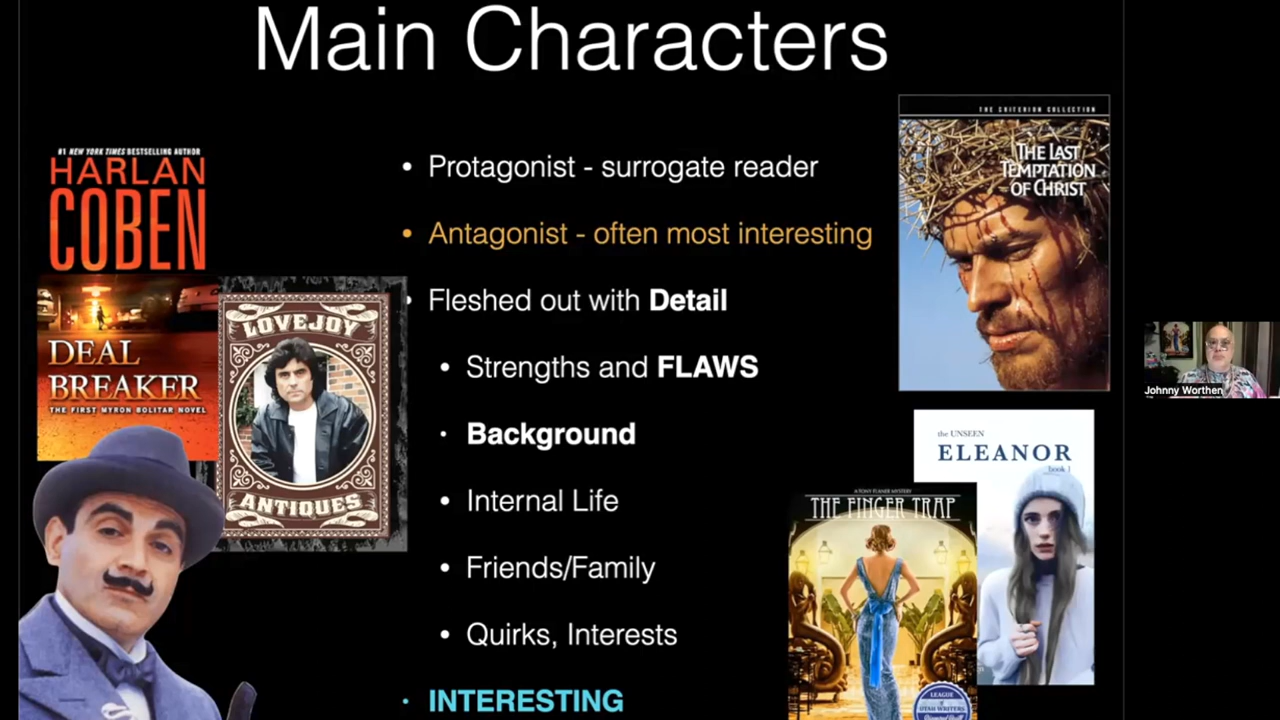 Main Characters
#1 NEW YORK TIMES BESTSELLING AUTHOR
HARLAN
COBEN
DEAL
BREAKER
THE FIRST MYRON BOLITAR NOVEL
LOVEJOY
ANTIQUES
• Protagonist - surrogate reader
• Antagonist - often most interesting
• Fleshed out with Detail
• Strengths and FLAWS
• Background
• Internal Life
• Friends/Family
• Quirks, Interests
• INTERESTING
THE CRITERION COLLECTION
THE LAST
TEMPTATION
OF CHRIST
the UNSEEN
ELEANOR
book 1
A TONY FLANER MYSTERY
THE FINGER TRAP
LEAGUE
of
UTAH WRITERS
Johnny Worthen